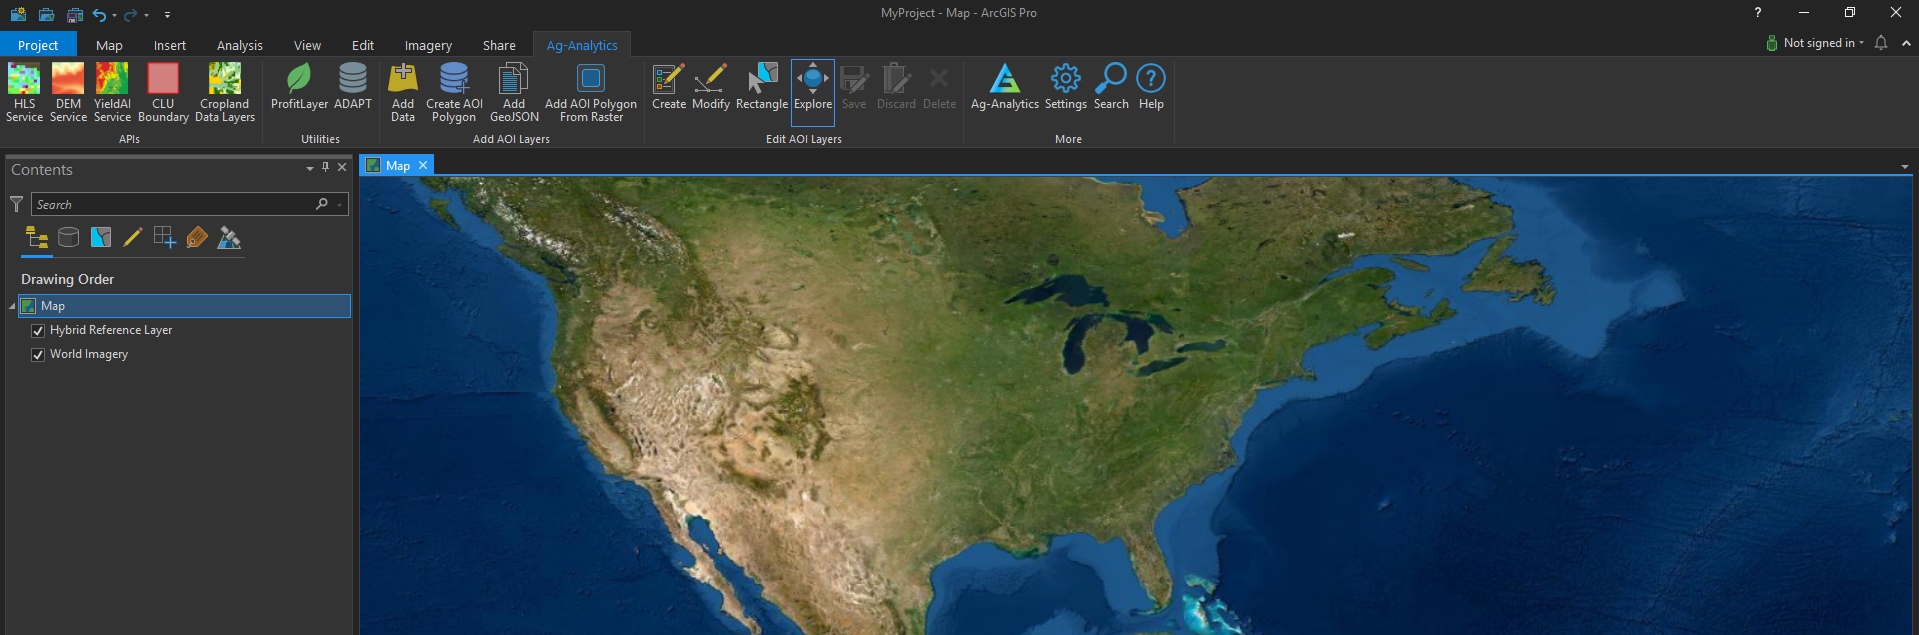 MyProject - Map - ArcGIS Pro
?
Project Map Insert Analysis View Edit Imagery Share Ag-Analytics
Not signed in
HLS Service
DEM Service
YieldAI Service
CLU Boundary
Cropland Data Layers
APIs
ProfitLayer
ADAPT
Utilities
Add Data
Create AOI Polygon
Add GeoJSON
Add AOI Polygon From Raster
Add AOI Layers
Create
Modify
Rectangle
Explore
Save
Discard
Delete
Edit AOI Layers
Ag-Analytics
Settings
Search
Help
More
Contents
Search
Drawing Order
Map
Hybrid Reference Layer
World Imagery
Map